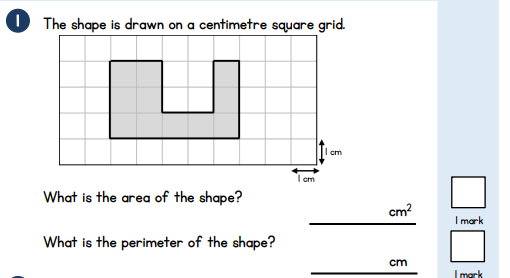 1
The shape is drawn on a centimetre square grid.
1 cm
1 cm
What is the area of the shape?
cm²
1 mark
What is the perimeter of the shape?
cm
1 mark